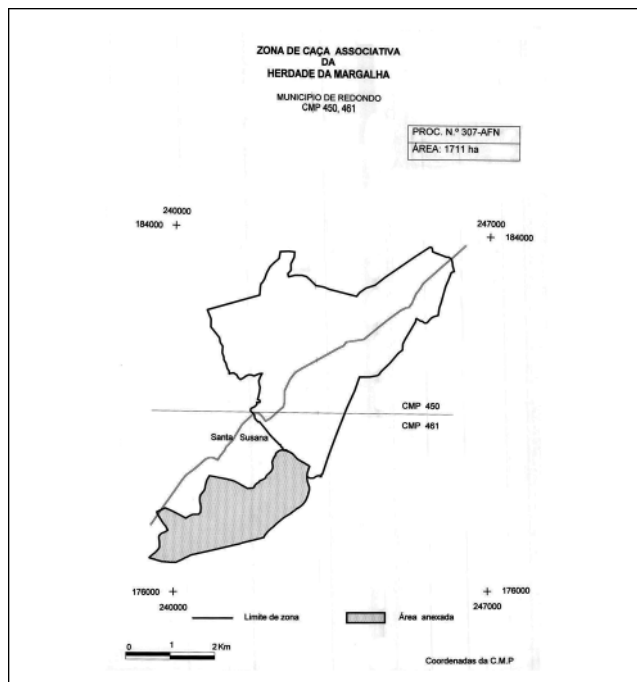 ZONA DE CAÇA ASSOCIATIVA
DA
HERDADE DA MARGALHA
MUNICIPIO DE REDONDO
CMP 450, 461
PROC. N.º 307-AFN
ÁREA: 1711 ha
240000
184000
247000
184000
CMP 450
CMP 461
Santa Susana
176000
240000
176000
247000
Limite de zona
Área anexada
0 1 2 Km
Coordenadas da C.M.P